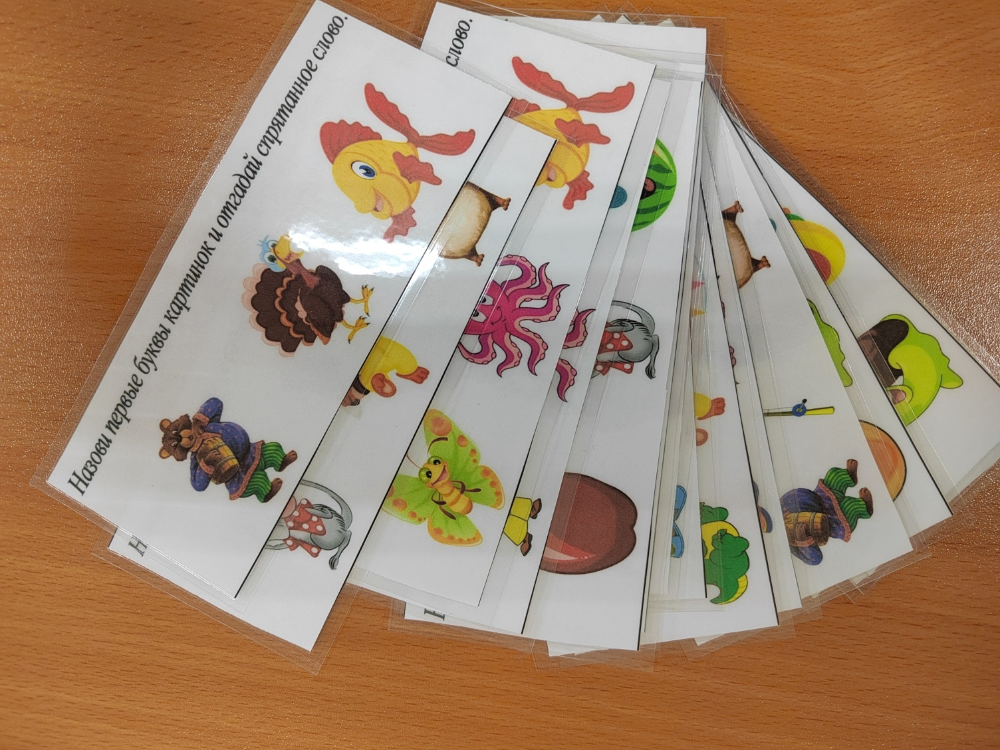 Назови первые буквы картинок и отгадай спрятанное слово.
слово.
Н